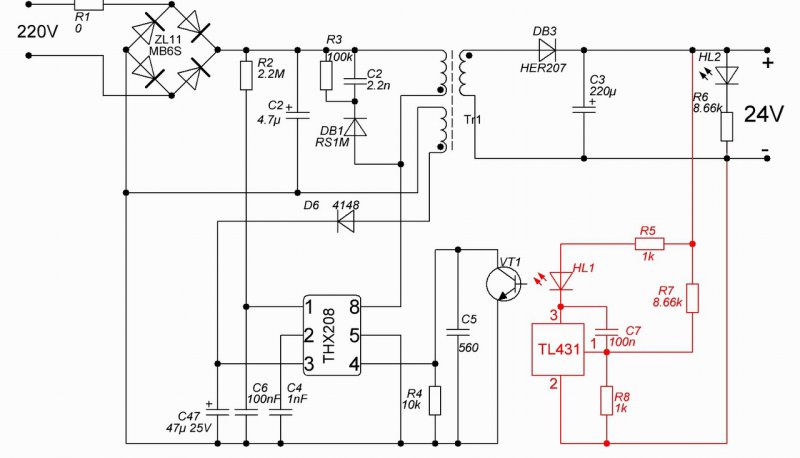 R1
0
220V
ZL11
MB6S
R2
2.2M
R3
100k
C2
2.2n
C2 +
4.7µ
DB1
RS1M
Tr1
DB3
HER207
C3
220µ
+
HL2
R6
8.66k
+
24V
-
D6 4148
VT1
HL1
R5
1k
R7
8.66k
1 8
2 5
3 4
THX208
C5
560
3
TL431
1
2
C7
100n
R8
1k
R4
10k
+
C47
47µ 25V
C6
100nF
C4
1nF